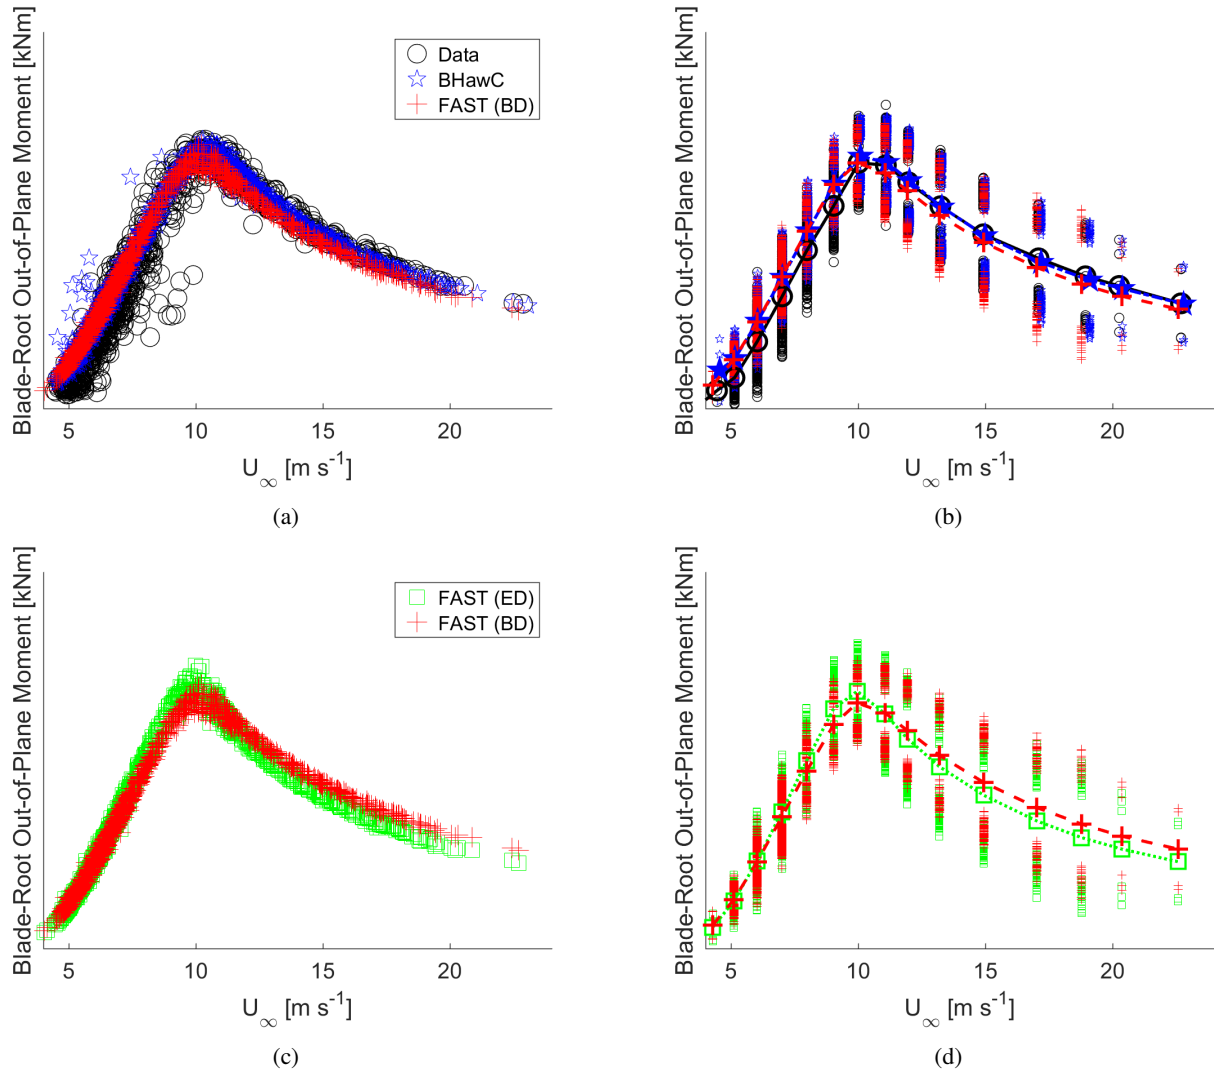 Blade-Root Out-of-Plane Moment [kNm]
Data
BHawC
FAST (BD)
5 10 15 20
U∞ [m s⁻¹]
(a)
Blade-Root Out-of-Plane Moment [kNm]
5 10 15 20
U∞ [m s⁻¹]
(b)
Blade-Root Out-of-Plane Moment [kNm]
FAST (ED)
FAST (BD)
5 10 15 20
U∞ [m s⁻¹]
(c)
Blade-Root Out-of-Plane Moment [kNm]
5 10 15 20
U∞ [m s⁻¹]
(d)